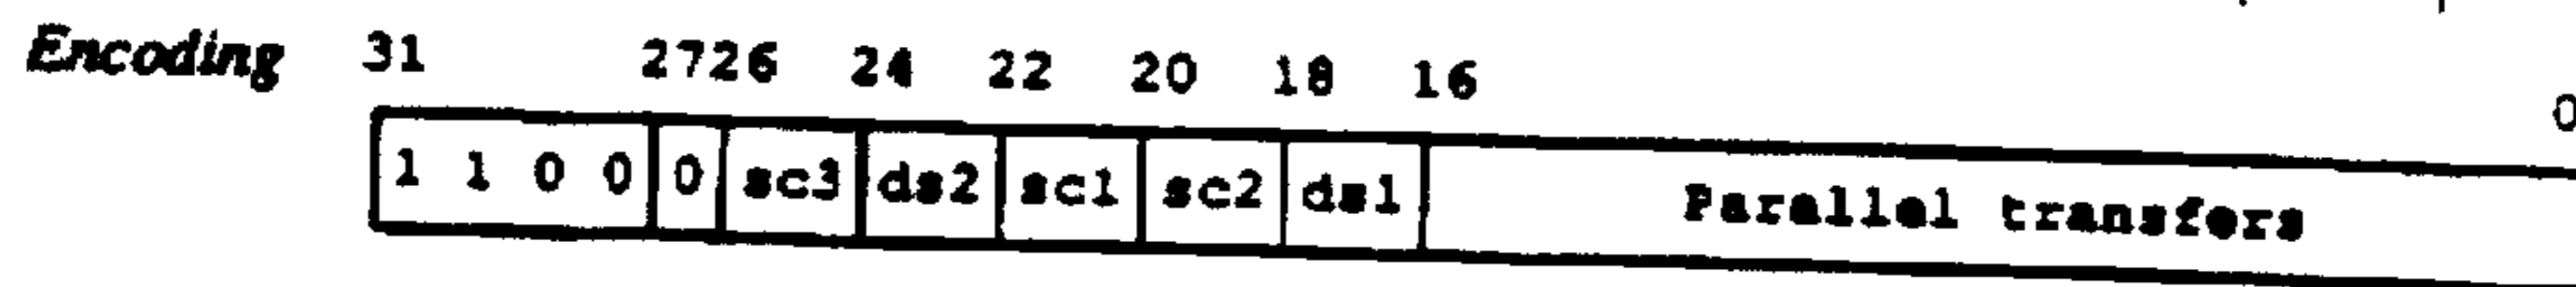 Encoding 31 2726 24 22 20 18 16 0
1 1 0 0 0 sc3 ds2 sc1 sc2 ds1 Parallel transfers